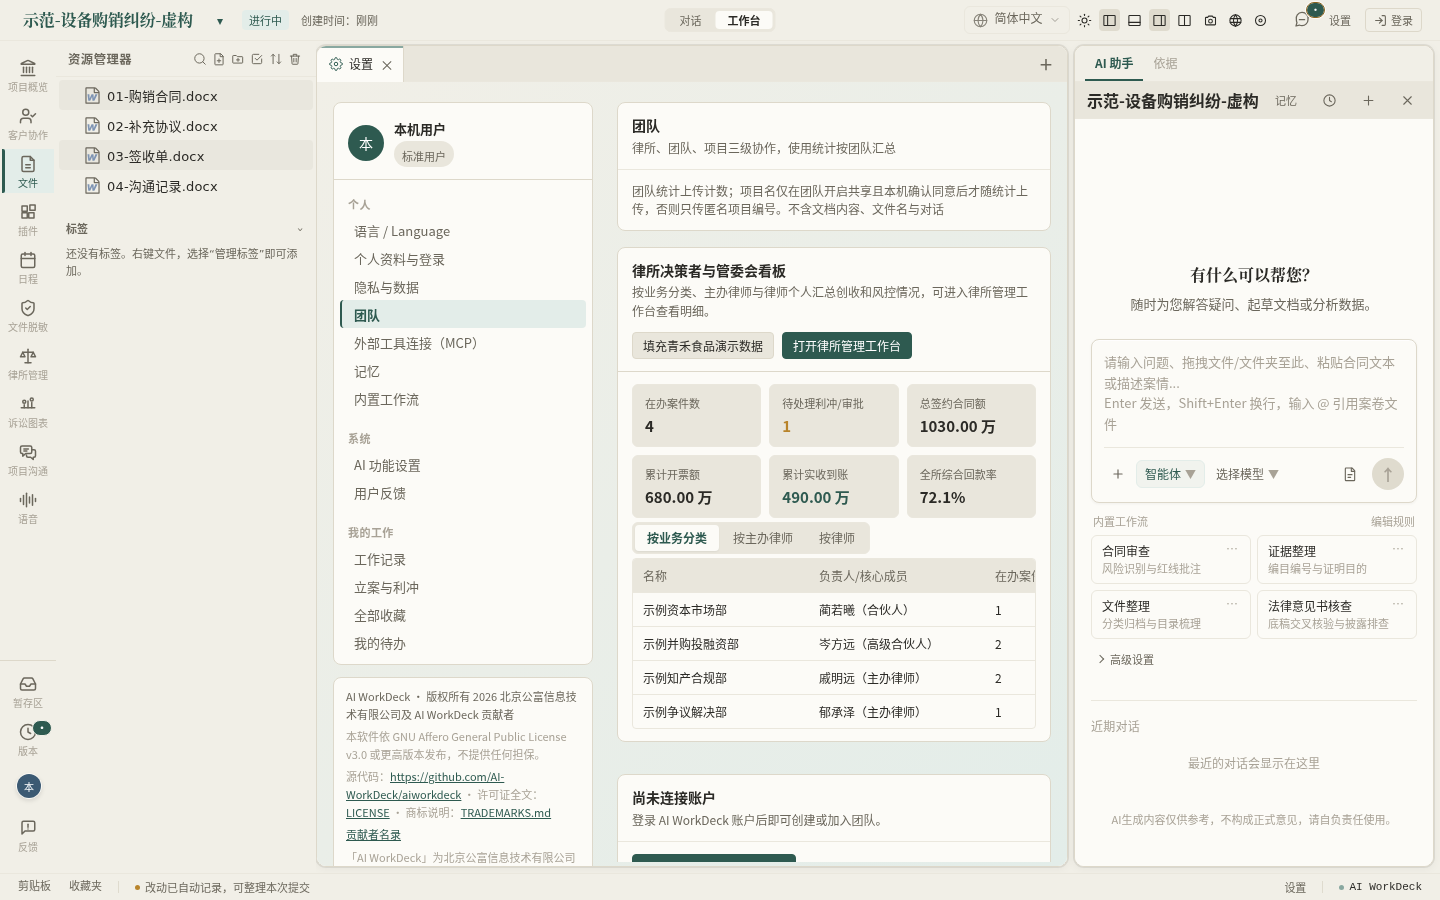 示范-设备购销纠纷-虚构
进行中
创建时间：刚刚
对话
工作台
简体中文
设置
登录
项目概览
客户协作
文件
插件
日程
文件脱敏
律所管理
诉讼图表
项目沟通
语音
暂存区
版本
本
反馈
资源管理器
01-购销合同.docx
02-补充协议.docx
03-签收单.docx
04-沟通记录.docx
标签
还没有标签。右键文件，选择“管理标签”即可添
加。
设置
本
本机用户
标准用户
个人
语言 / Language
个人资料与登录
隐私与数据
团队
外部工具连接（MCP）
记忆
内置工作流
系统
AI 功能设置
用户反馈
我的工作
工作记录
立案与利冲
全部收藏
我的待办
AI WorkDeck · 版权所有 2026 北京公富信息技
术有限公司及 AI WorkDeck 贡献者
本软件依 GNU Affero General Public License
v3.0 或更高版本发布，不提供任何担保。
源代码：https://github.com/AI-
WorkDeck/aiworkdeck · 许可证全文：
LICENSE · 商标说明：TRADEMARKS.md
贡献者名录
「AI WorkDeck」为北京公富信息技术有限公司
团队
律所、团队、项目三级协作，使用统计按团队汇总
团队统计上传计数；项目名仅在团队开启共享且本机确认同意后才随统计上
传，否则只传匿名项目编号。不含文档内容、文件名与对话
律所决策者与管委会看板
按业务分类、主办律师与律师个人汇总创收和风控情况，可进入律所管理工
作台查看明细。
填充青禾食品演示数据
打开律所管理工作台
在办案件数
4
待处理利冲/审批
1
总签约合同额
1030.00 万
累计开票额
680.00 万
累计实收到账
490.00 万
全所综合回款率
72.1%
按业务分类
按主办律师
按律师
名称
负责人/核心成员
在办案件
示例资本市场部
蔺若曦（合伙人）
1
示例并购投融资部
岑方远（高级合伙人）
2
示例知产合规部
戚明远（主办律师）
2
示例争议解决部
郁承泽（主办律师）
1
尚未连接账户
登录 AI WorkDeck 账户后即可创建或加入团队。
AI 助手
依据
示范-设备购销纠纷-虚构
记忆
有什么可以帮您？
随时为您解答疑问、起草文档或分析数据。
请输入问题、拖拽文件/文件夹至此、粘贴合同文本
或描述案情...
Enter 发送，Shift+Enter 换行，输入 @ 引用案卷文
件
智能体
选择模型
内置工作流
编辑规则
合同审查
风险识别与红线批注
证据整理
编目编号与证明目的
文件整理
分类归档与目录梳理
法律意见书核查
底稿交叉核验与披露排查
高级设置
近期对话
最近的对话会显示在这里
AI生成内容仅供参考，不构成正式意见，请自负责任使用。
剪贴板
收藏夹
改动已自动记录，可整理本次提交
设置
AI WorkDeck